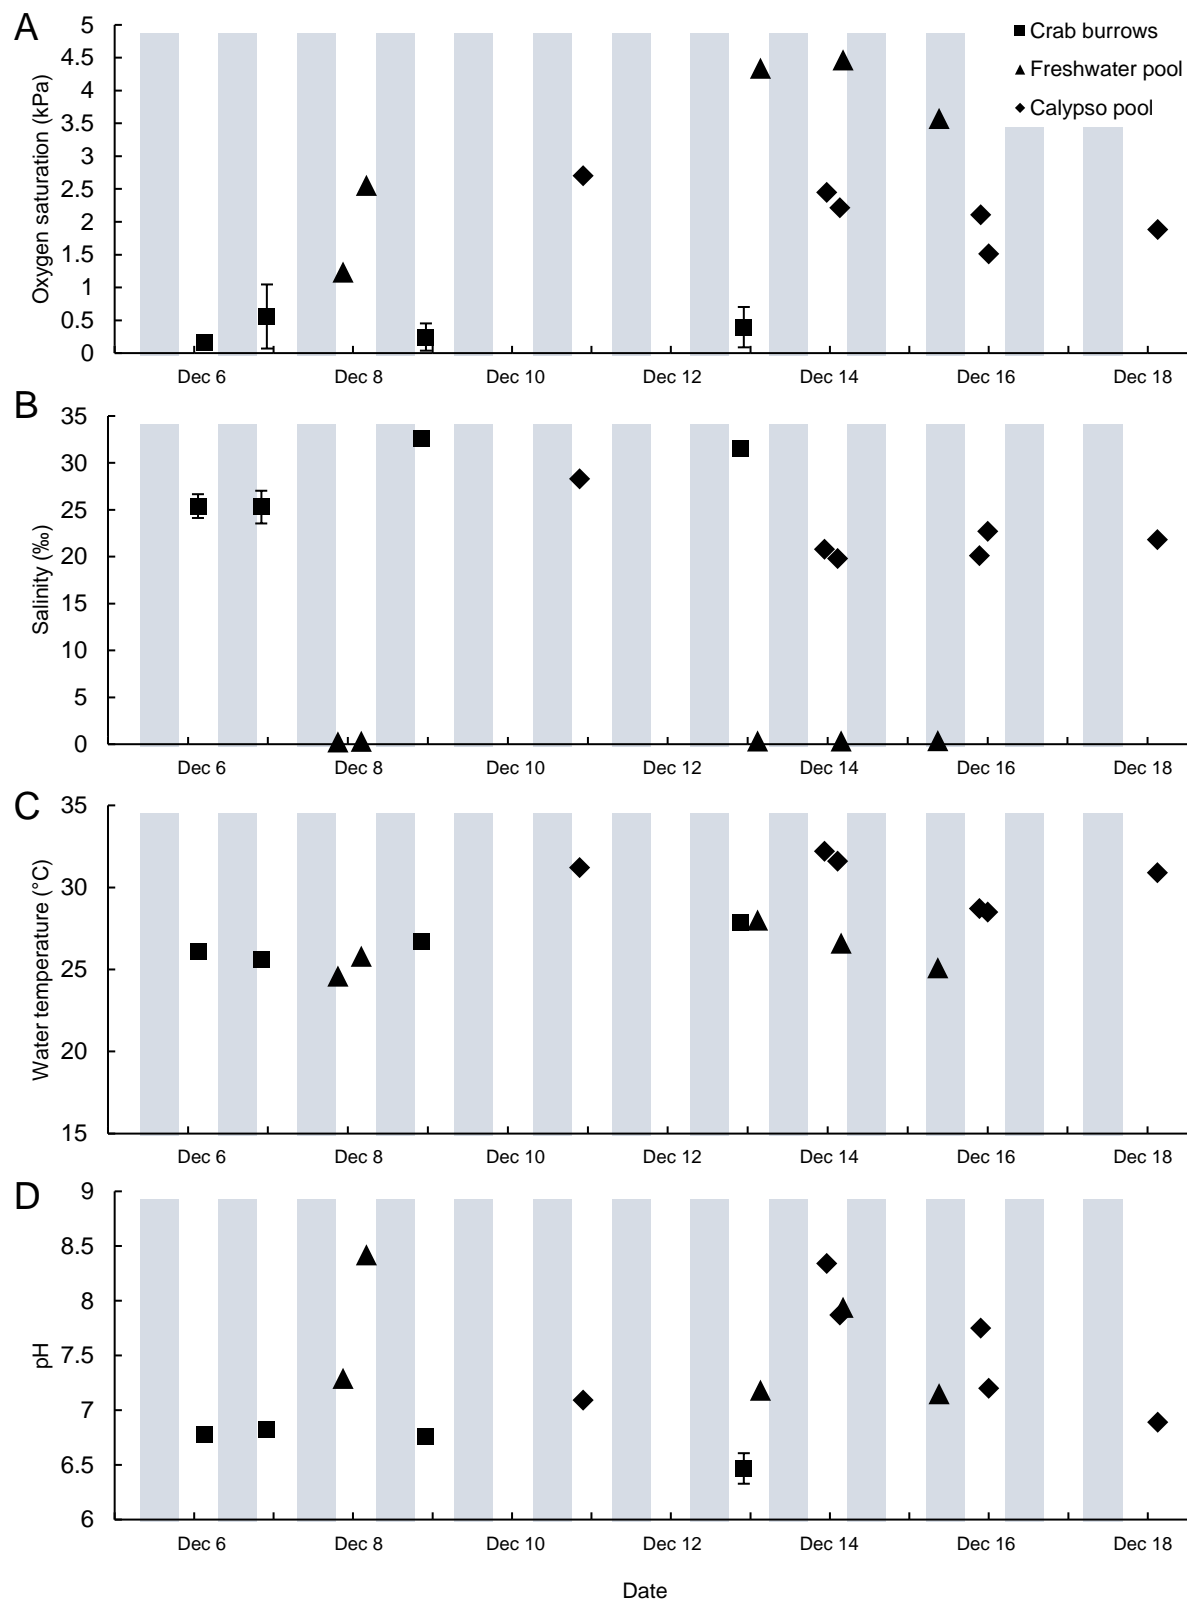 A
5
4.5
4
3.5
3
2.5
2
1.5
1
0.5
0
Oxygen saturation (kPa)
Crab burrows
Freshwater pool
Calypso pool
Dec 6 Dec 8 Dec 10 Dec 12 Dec 14 Dec 16 Dec 18
B
35
30
25
20
15
10
5
0
Salinity (‰)
Dec 6 Dec 8 Dec 10 Dec 12 Dec 14 Dec 16 Dec 18
C
35
30
25
20
15
Water temperature (°C)
Dec 6 Dec 8 Dec 10 Dec 12 Dec 14 Dec 16 Dec 18
D
9
8.5
8
7.5
7
6.5
6
pH
Dec 6 Dec 8 Dec 10 Dec 12 Dec 14 Dec 16 Dec 18
Date